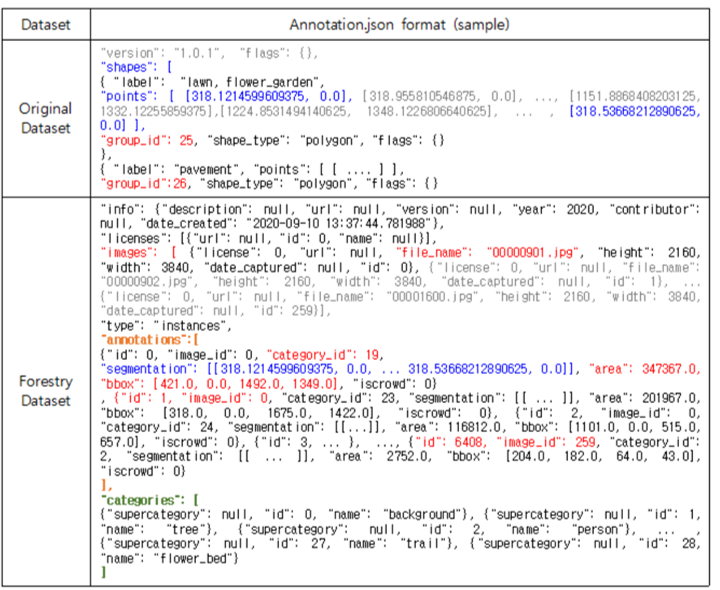 Dataset
Annotation.json format (sample)
Original
Dataset
"version": "1.0.1", "flags": {},
"shapes": [
{ "label": "lawn, flower_garden",
"points": [ [318.1214599609375, 0.0], [318.955810546875, 0.0], ..., [1151.8868408203125,
1332.12255859375],[1224.8531494140625, 1348.1226806640625], ... , [318.53668212890625,
0.0] ],
"group_id": 25, "shape_type": "polygon", "flags": {}
},
{ "label": "pavement", "points": [ [ .... ] ],
"group_id":26, "shape_type": "polygon", "flags": {}
Forestry
Dataset
"info": {"description": null, "url": null, "version": null, "year": 2020, "contributor":
null, "date_created": "2020-09-10 13:37:44.781988"},
"licenses": [{"url": null, "id": 0, "name": null}],
"images": [ {"license": 0, "url": null, "file_name": "00000901.jpg", "height": 2160,
"width": 3840, "date_captured": null, "id": 0}, {"license": 0, "url": null, "file_name":
"00000902.jpg", "height": 2160, "width": 3840, "date_captured": null, "id": 1}, ...
{"license": 0, "url": null, "file_name": "00001600.jpg", "height": 2160, "width": 3840,
"date_captured": null, "id": 259}],
"type": "instances",
"annotations":[
{"id": 0, "image_id": 0, "category_id": 19,
"segmentation": [[318.1214599609375, 0.0, ... 318.53668212890625, 0.0]], "area": 347367.0,
"bbox": [421.0, 0.0, 1492.0, 1349.0], "iscrowd": 0}
, {"id": 1, "image_id": 0, "category_id": 23, "segmentation": [[ ... ]], "area": 201967.0,
"bbox": [318.0, 0.0, 1675.0, 1422.0], "iscrowd": 0}, {"id": 2, "image_id": 0,
"category_id": 24, "segmentation": [[...]], "area": 116812.0, "bbox": [1101.0, 0.0, 515.0,
657.0], "iscrowd": 0}, {"id": 3, ... }, ..., {"id": 6408, "image_id": 259, "category_id":
2, "segmentation": [[ ... ]], "area": 2752.0, "bbox": [204.0, 182.0, 64.0, 43.0],
"iscrowd": 0}
],
"categories": [
{"supercategory": null, "id": 0, "name": "background"}, {"supercategory": null, "id": 1,
"name": "tree"}, {"supercategory": null, "id": 2, "name": "person"}, ... ,
{"supercategory": null, "id": 27, "name": "trail"}, {"supercategory": null, "id": 28,
"name": "flower_bed"}
]